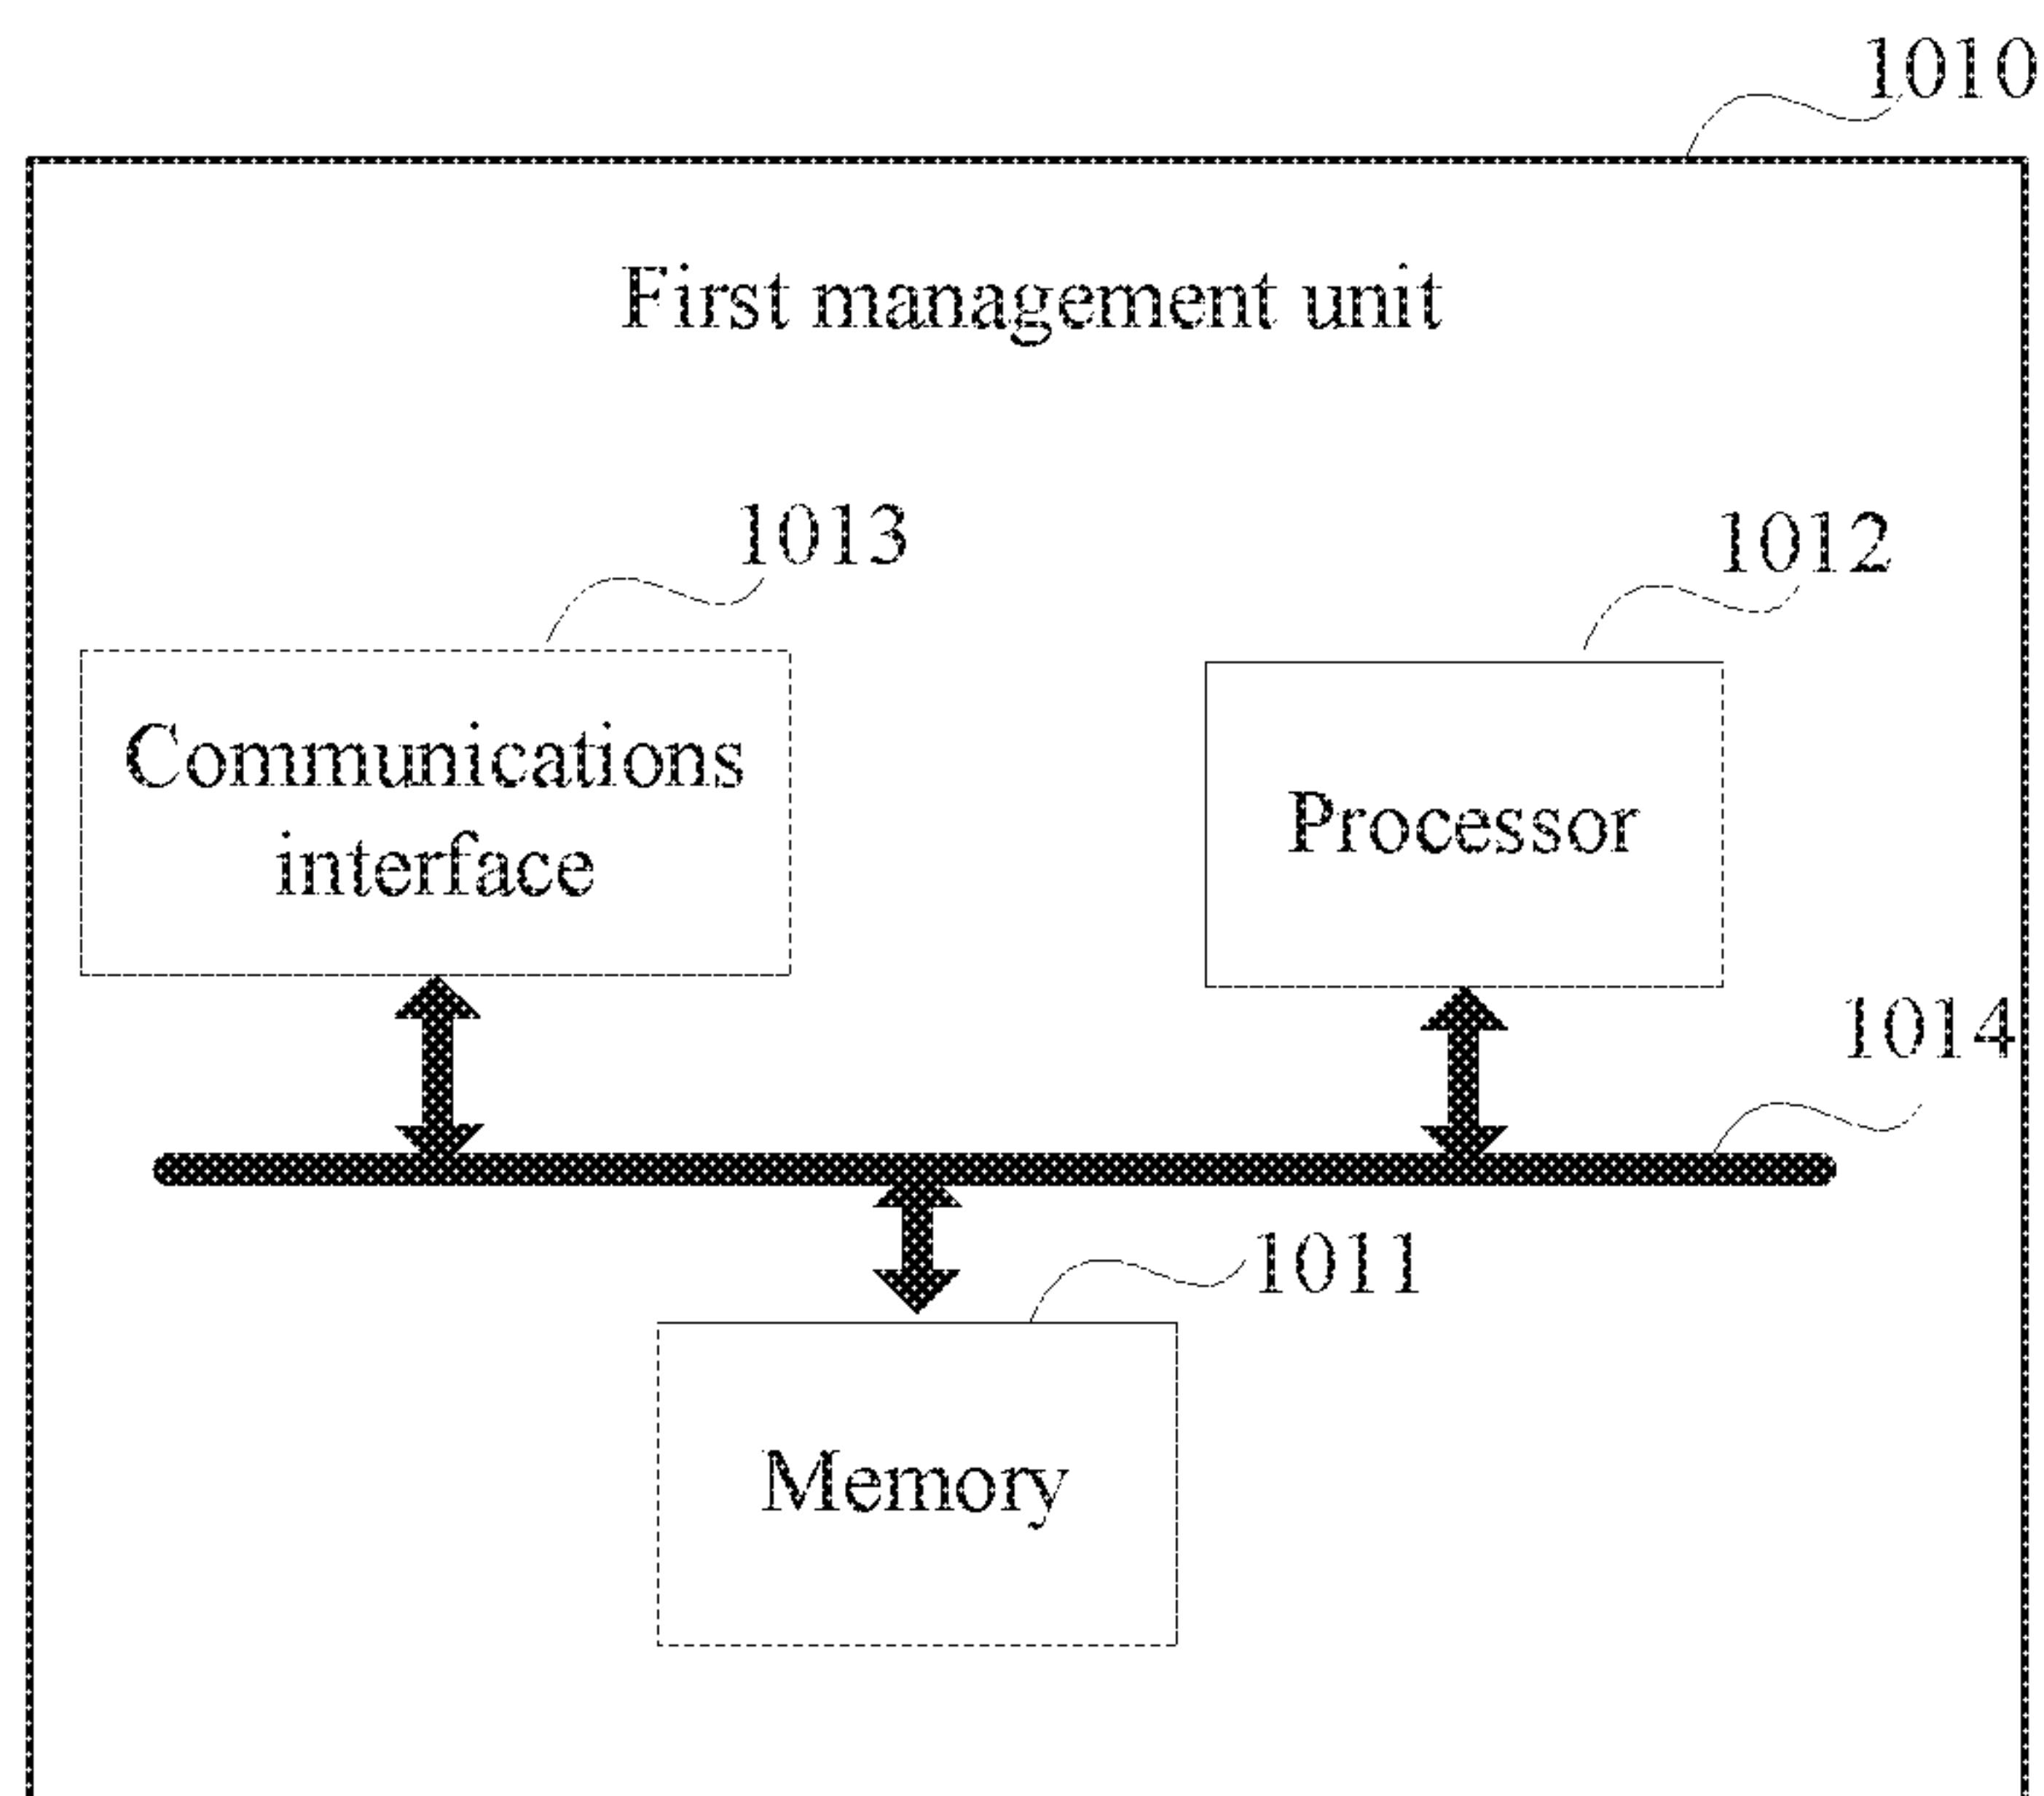 1010
First management unit
1013
1012
Communications
interface
Processor
1014
1011
Memory